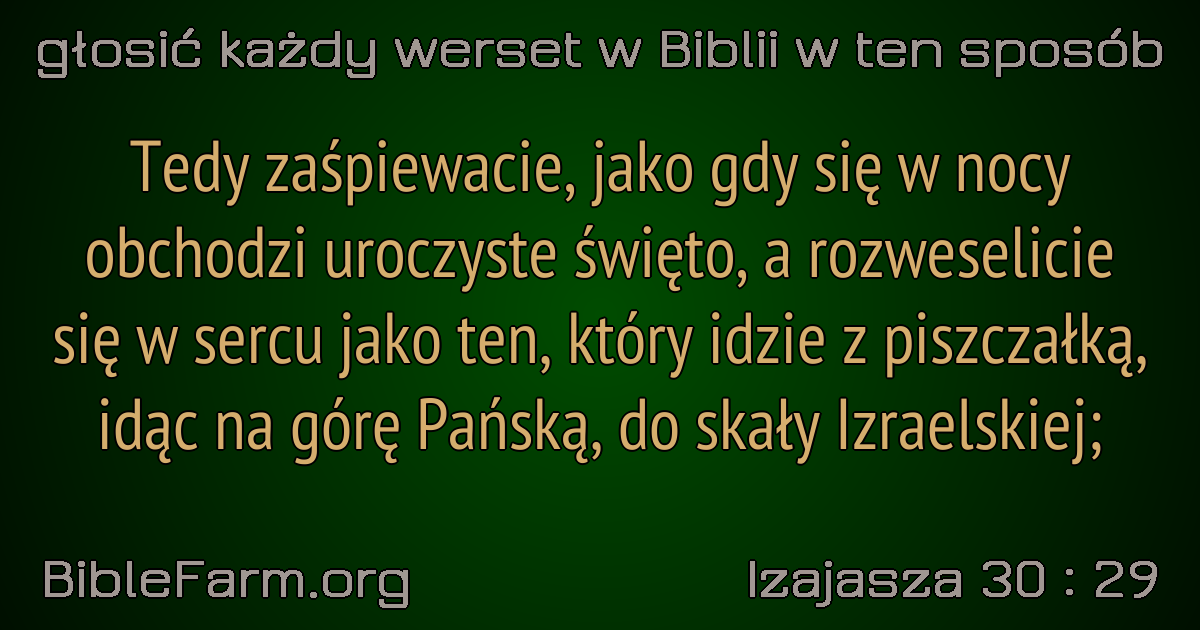 głosić każdy werset w Biblii w ten sposób
Tedy zaśpiewacie, jako gdy się w nocy
obchodzi uroczyste święto, a rozweselicie
się w sercu jako ten, który idzie z piszczałką,
idąc na górę Pańską, do skały Izraelskiej;
BibleFarm.org
Izajasza 30 : 29